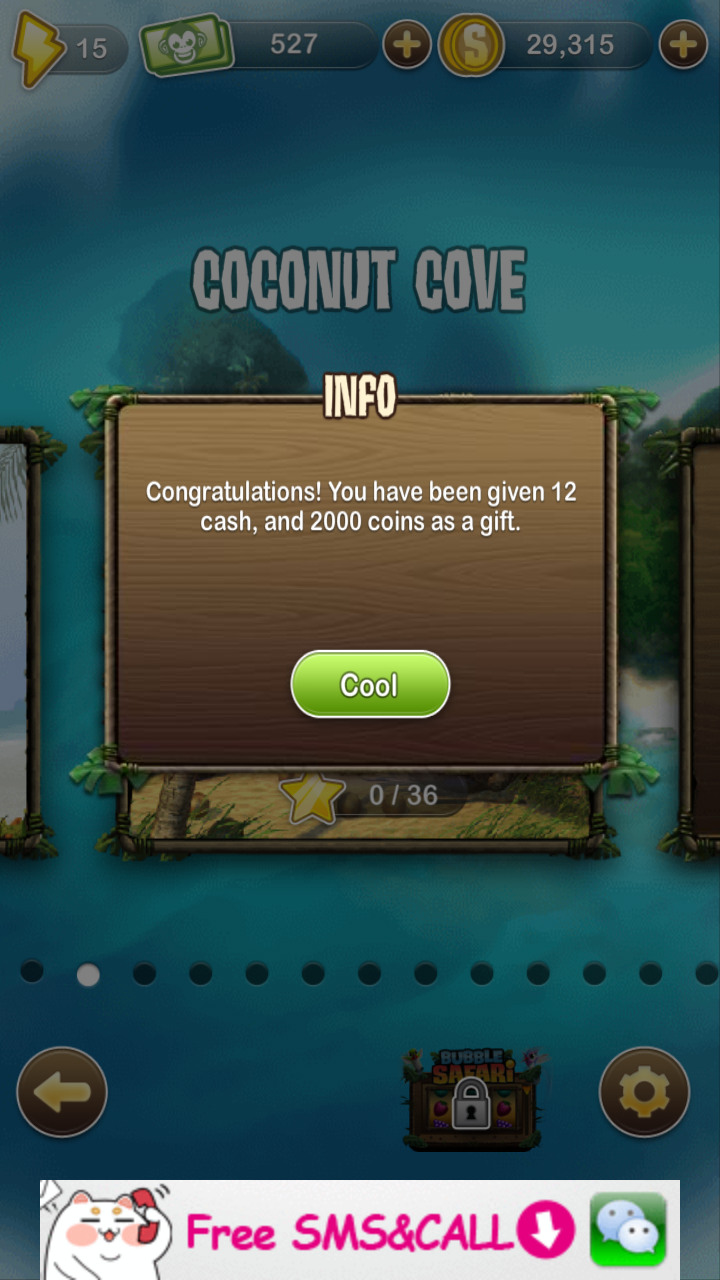 15
527
29,315
COCONUT COVE
INFO
Congratulations! You have been given 12
cash, and 2000 coins as a gift.
Cool
0 / 36
BUBBLE
SAFARI
Free SMS&CALL